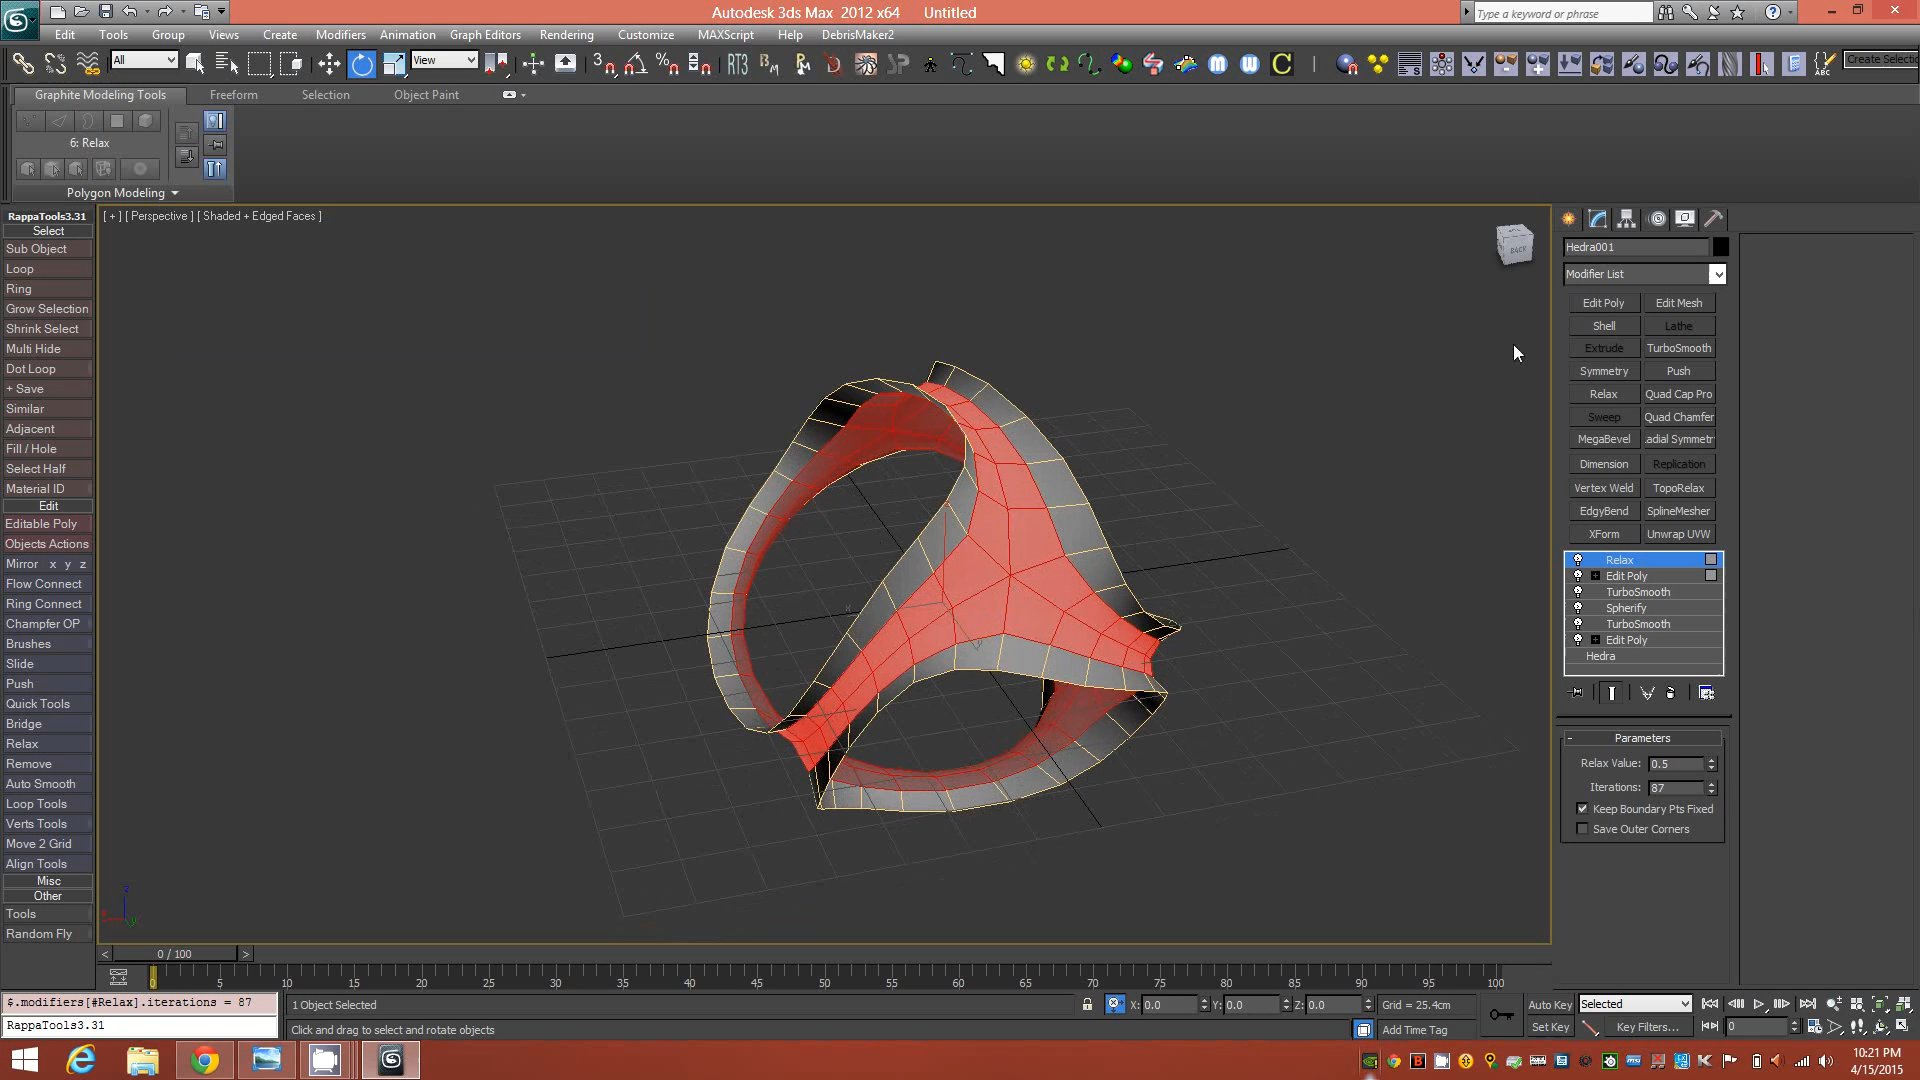 Autodesk 3ds Max 2012 x64 Untitled
Type a keyword or phrase
Edit Tools Group Views Create Modifiers Animation Graph Editors Rendering Customize MAXScript Help DebrisMaker2
All
View
Create Selectio
Graphite Modeling Tools Freeform Selection Object Paint
6: Relax
Polygon Modeling
RappaTools3.31
Select
Sub Object
Loop
Ring
Grow Selection
Shrink Select
Multi Hide
Dot Loop
+ Save
Similar
Adjacent
Fill / Hole
Select Half
Material ID
Edit
Editable Poly
Objects Actions
Mirror x y z
Flow Connect
Ring Connect
Champfer OP
Brushes
Slide
Push
Quick Tools
Bridge
Relax
Remove
Auto Smooth
Loop Tools
Verts Tools
Move 2 Grid
Align Tools
Misc
Other
Tools
Random Fly
[ + ] [ Perspective ] [ Shaded + Edged Faces ]
BACK
Hedra001
Modifier List
Edit Poly Edit Mesh
Shell Lathe
Extrude TurboSmooth
Symmetry Push
Relax Quad Cap Pro
Sweep Quad Chamfer
MegaBevel adial Symmetr
Dimension Replication
Vertex Weld TopoRelax
EdgyBend SplineMesher
XForm Unwrap UVW
Relax
Edit Poly
TurboSmooth
Spherify
TurboSmooth
Edit Poly
Hedra
- Parameters
Relax Value: 0.5
Iterations: 87
Keep Boundary Pts Fixed
Save Outer Corners
< 0 / 100 >
0 5 10 15 20 25 30 35 40 45 50 55 60 65 70 75 80 85 90 95 100
$.modifiers[#Relax].iterations = 87
RappaTools3.31
1 Object Selected
Click and drag to select and rotate objects
X: 0.0 Y: 0.0 Z: 0.0 Grid = 25.4cm
Add Time Tag
Auto Key Selected
Set Key Key Filters... 0
10:21 PM
4/15/2015